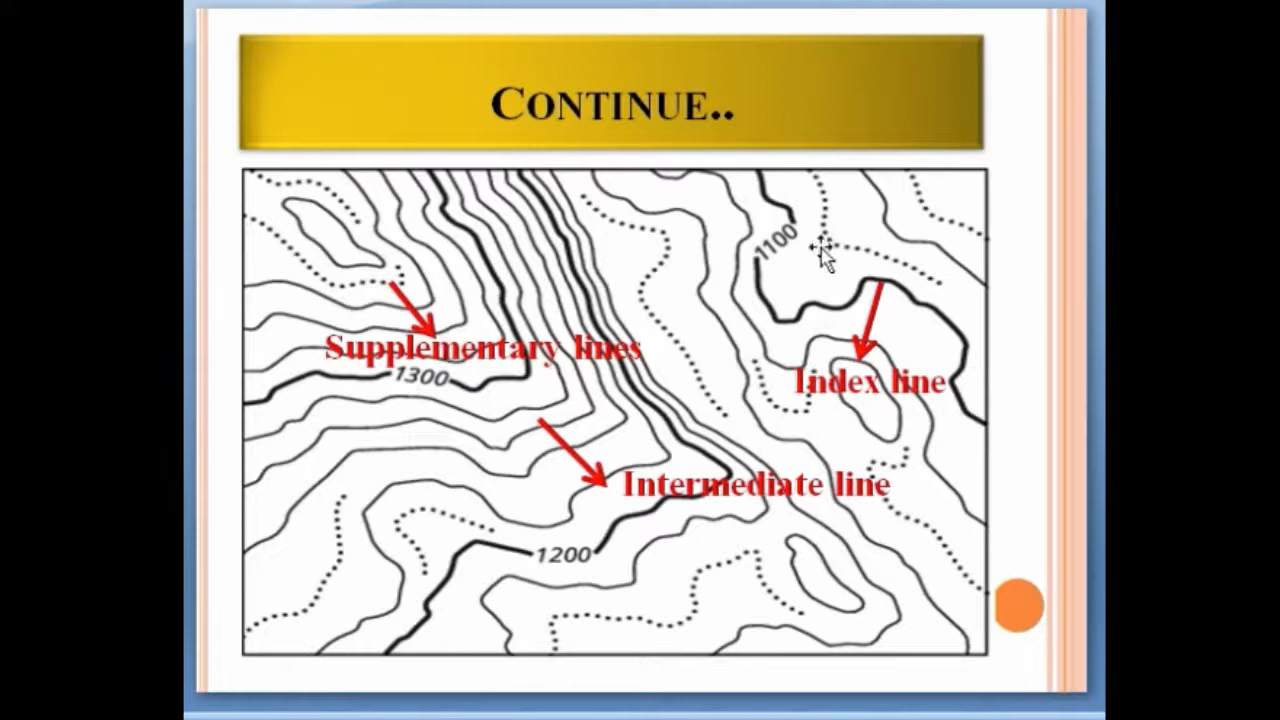 CONTINUE..
1100
Supplementary lines
1300
Index line
Intermediate line
1200